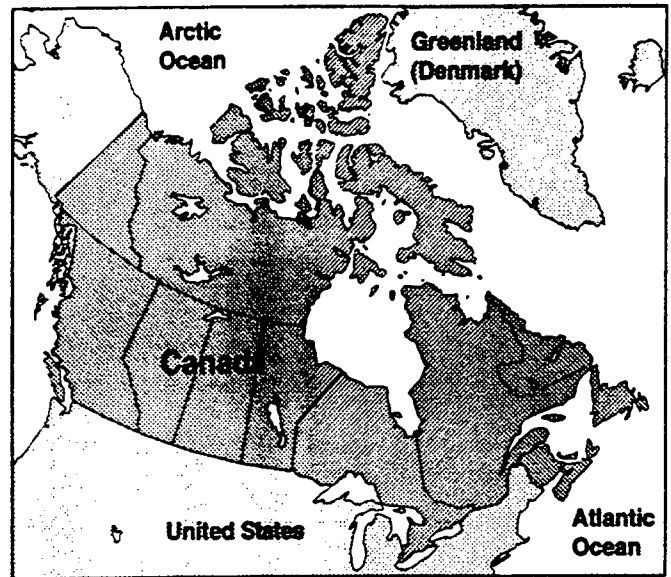 Arctic
Ocean
Greenland
(Denmark)
Canada
United States
Atlantic
Ocean